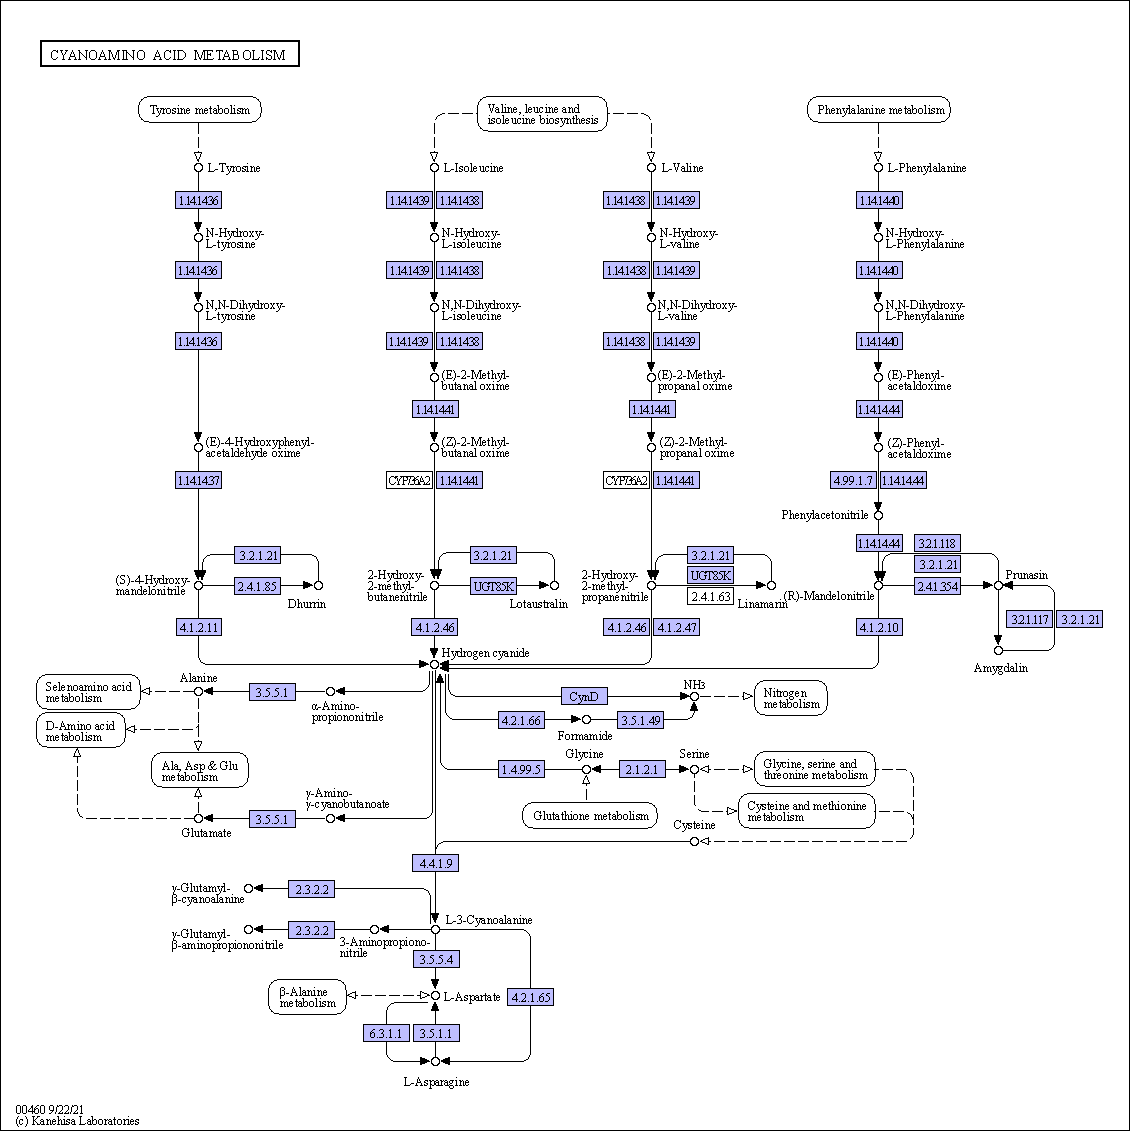 CYANOAMINO ACID METABOLISM
Tyrosine metabolism
Valine, leucine and
isoleucine biosynthesis
Phenylalanine metabolism
L-Tyrosine
L-Isoleucine
L-Valine
L-Phenylalanine
1.14.14.36
1.14.14.39
1.14.14.38
1.14.14.38
1.14.14.39
1.14.14.40
N-Hydroxy-
L-tyrosine
N-Hydroxy-
L-isoleucine
N-Hydroxy-
L-valine
N-Hydroxy-
L-Phenylalanine
1.14.14.36
1.14.14.39
1.14.14.38
1.14.14.38
1.14.14.39
1.14.14.40
N,N-Dihydroxy-
L-tyrosine
N,N-Dihydroxy-
L-isoleucine
N,N-Dihydroxy-
L-valine
N,N-Dihydroxy-
L-Phenylalanine
1.14.14.36
1.14.14.39
1.14.14.38
1.14.14.38
1.14.14.39
1.14.14.40
(E)-2-Methyl-
butanal oxime
(E)-2-Methyl-
propanal oxime
(E)-Phenyl-
acetaldoxime
1.14.14.41
1.14.14.41
1.14.14.44
(E)-4-Hydroxyphenyl-
acetaldehyde oxime
(Z)-2-Methyl-
butanal oxime
(Z)-2-Methyl-
propanal oxime
(Z)-Phenyl-
acetaldoxime
1.14.14.37
CYP736A2
1.14.14.41
CYP736A2
1.14.14.41
4.99.1.7
1.14.14.44
Phenylacetonitrile
1.14.14.44
3.2.1.21
3.2.1.21
3.2.1.21
3.2.1.118
3.2.1.21
(S)-4-Hydroxy-
mandelonitrile
2.4.1.85
Dhurrin
2-Hydroxy-
2-methyl-
butanenitrile
UGT85K
Lotaustralin
2-Hydroxy-
2-methyl-
propanenitrile
UGT85K
2.4.1.63
Linamarin
(R)-Mandelonitrile
2.4.1.354
Prunasin
4.1.2.11
4.1.2.46
4.1.2.46
4.1.2.47
4.1.2.10
3.2.1.117
3.2.1.21
Hydrogen cyanide
Amygdalin
Selenoamino acid
metabolism
Alanine
3.5.5.1
α-Amino-
propiononitrile
CynD
NH3
Nitrogen
metabolism
D-Amino acid
metabolism
4.2.1.66
Formamide
3.5.1.49
Ala, Asp & Glu
metabolism
1.4.99.5
Glycine
2.1.2.1
Serine
Glycine, serine and
threonine metabolism
γ-Amino-
γ-cyanobutanoate
Glutathione metabolism
Cysteine and methionine
metabolism
Glutamate
3.5.5.1
Cysteine
4.4.1.9
γ-Glutamyl-
β-cyanoalanine
2.3.2.2
L-3-Cyanoalanine
γ-Glutamyl-
β-aminopropiononitrile
2.3.2.2
3-Aminopropiono-
nitrile
3.5.5.4
β-Alanine
metabolism
L-Aspartate
4.2.1.65
6.3.1.1
3.5.1.1
L-Asparagine
00460 9/22/21
(c) Kanehisa Laboratories